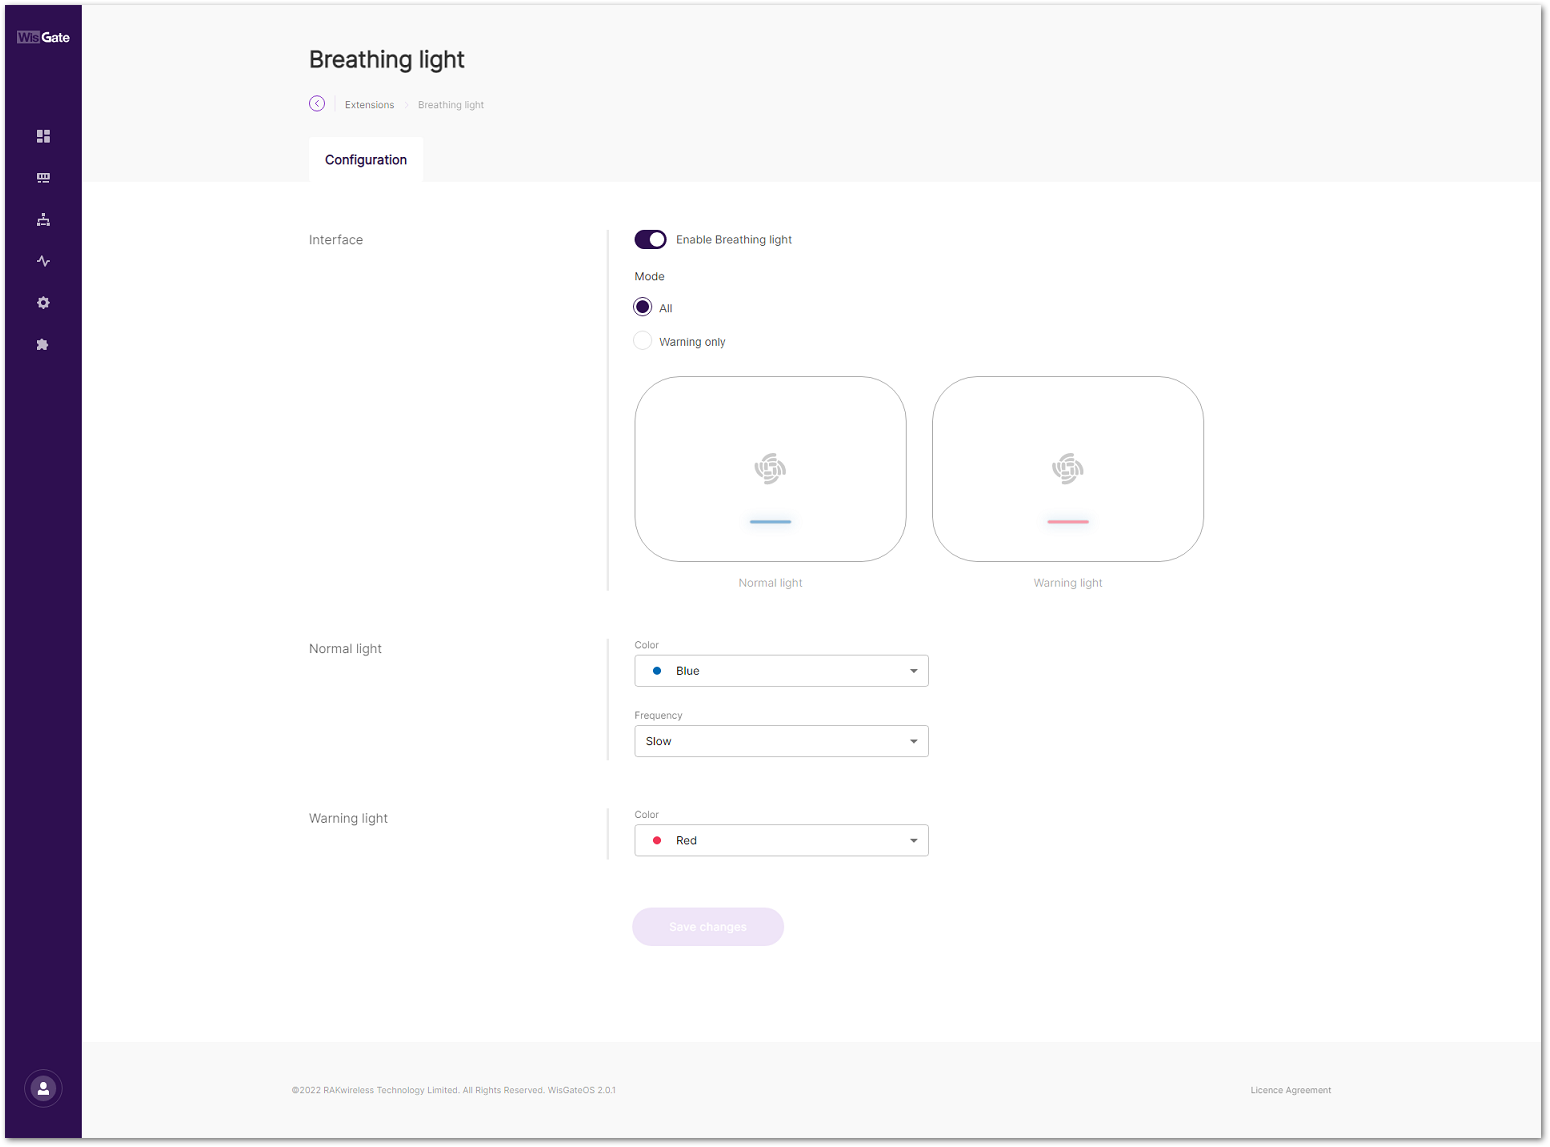 WisGate
Breathing light
Extensions Breathing light
Configuration
Interface
Enable Breathing light
Mode
All
Warning only
Normal light Warning light
Normal light
Color
Blue
Frequency
Slow
Warning light
Color
Red
Save changes
©2022 RAKwireless Technology Limited. All Rights Reserved. WisGateOS 2.0.1 Licence Agreement